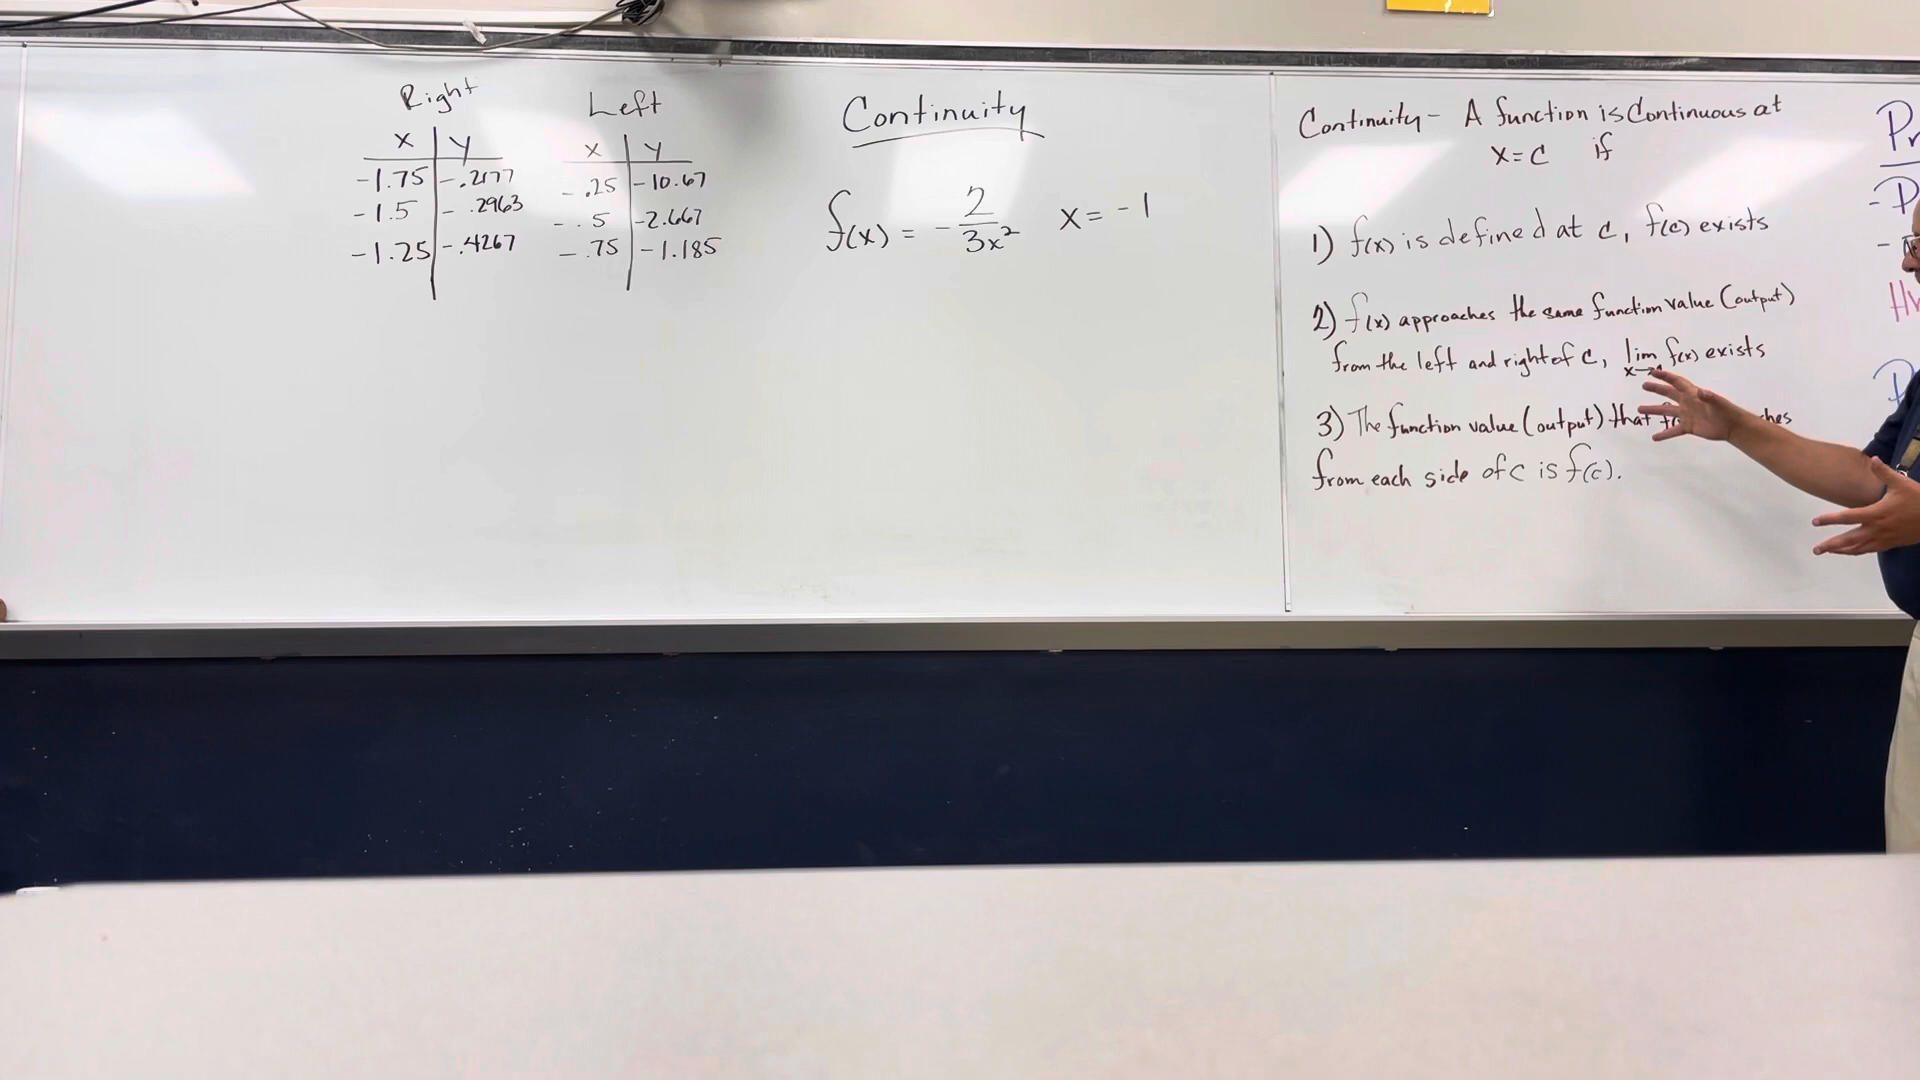 Right
x | y
-1.75 | -.2177
-1.5 | -.2963
-1.25 | -.4267
Left
x | y
-.25 | -10.67
-.5 | -2.667
-.75 | -1.185
Continuity
f(x) = -2/3x² x = -1
Continuity - A function is Continuous at
x = c if
1) f(x) is defined at c, f(c) exists
2) f(x) approaches the same function value (output)
from the left and right of c, lim x→ f(x) exists
3) The function value (output) that
from each side of c is f(c).